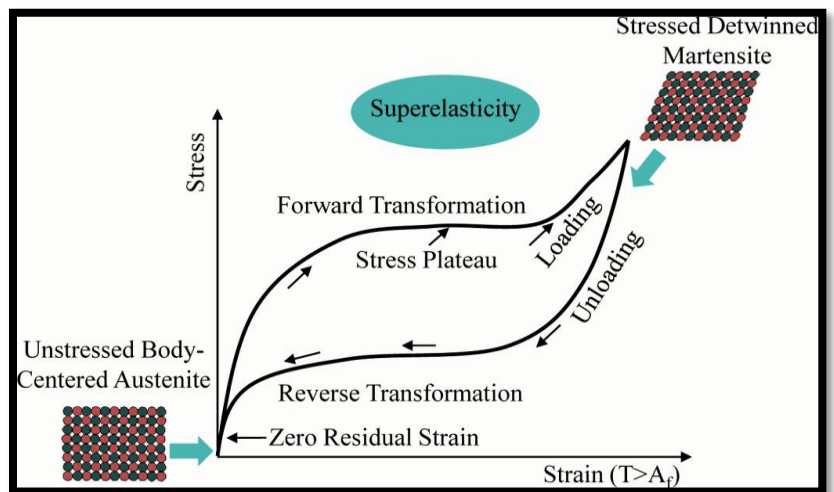 Stressed Detwinned
Martensite
Superelasticity
Stress
Forward Transformation
Loading
Stress Plateau
Unloading
Unstressed Body-
Centered Austenite
Reverse Transformation
Zero Residual Strain
Strain (T>Af)